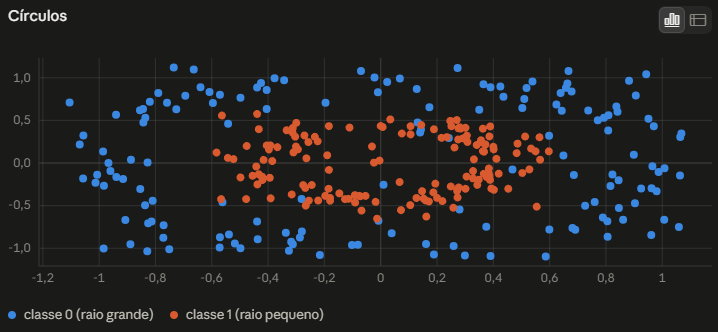 Círculos
1,0
0,5
0,0
-0,5
-1,0
-1,2 -1 -0,8 -0,6 -0,4 -0,2 0 0,2 0,4 0,6 0,8 1
classe 0 (raio grande) classe 1 (raio pequeno)